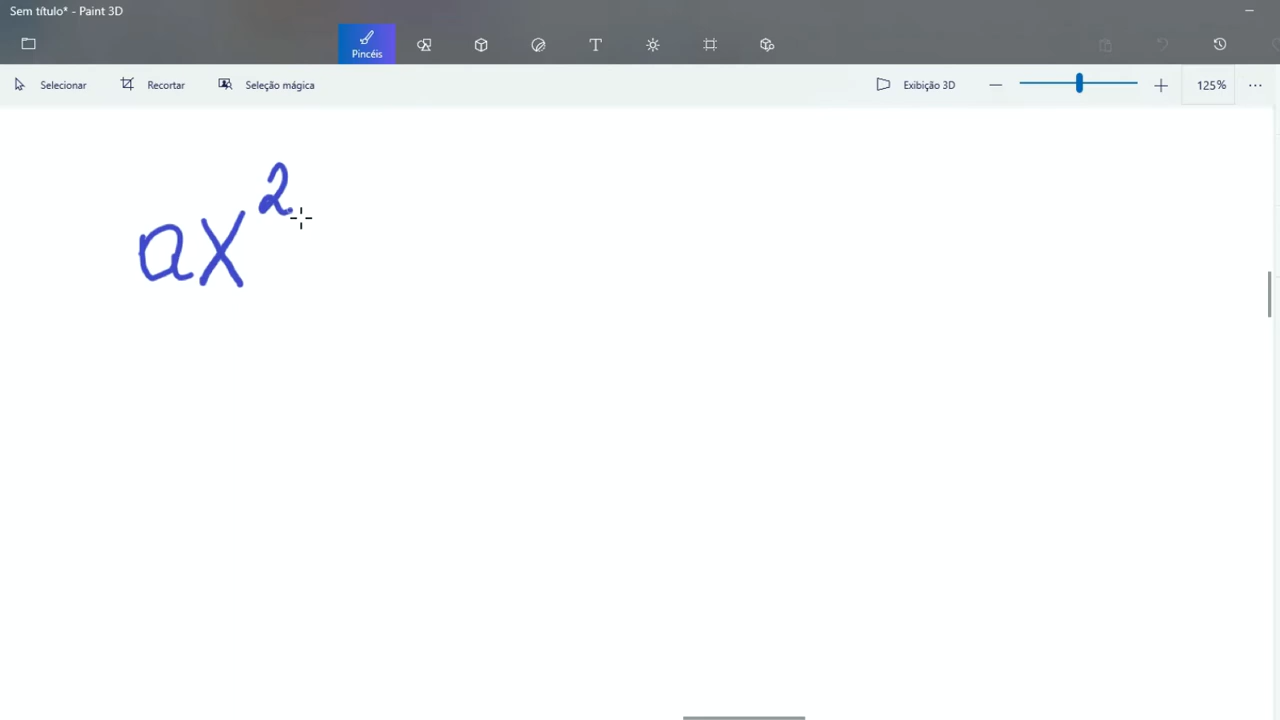 Sem título* - Paint 3D
Pincéis
Selecionar Recortar Seleção mágica Exibição 3D 125%
ax²